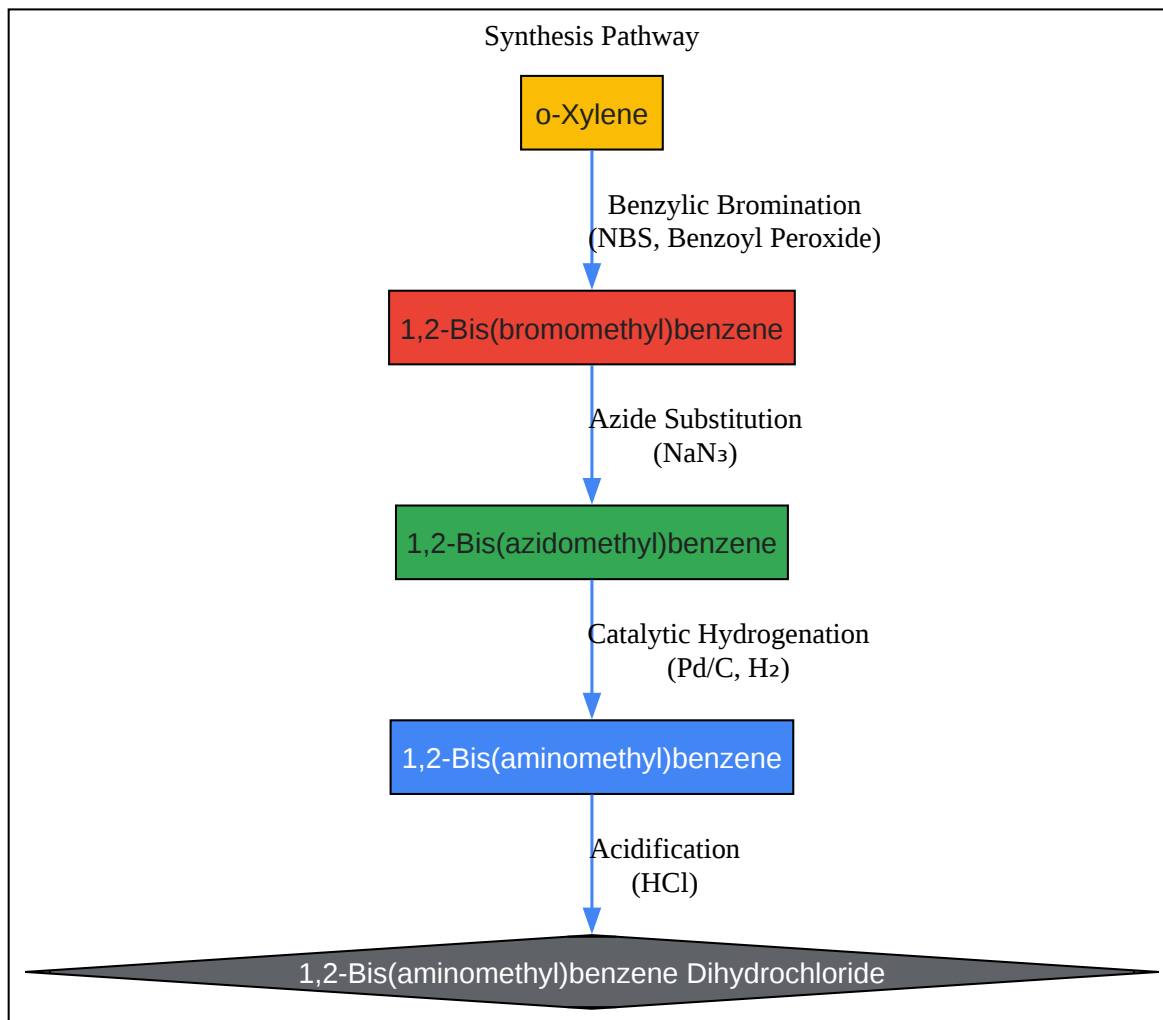 Synthesis Pathway
o-Xylene
Benzylic Bromination
(NBS, Benzoyl Peroxide)
1,2-Bis(bromomethyl)benzene
Azide Substitution
(NaN₃)
1,2-Bis(azidomethyl)benzene
Catalytic Hydrogenation
(Pd/C, H₂)
1,2-Bis(aminomethyl)benzene
Acidification
(HCl)
1,2-Bis(aminomethyl)benzene Dihydrochloride